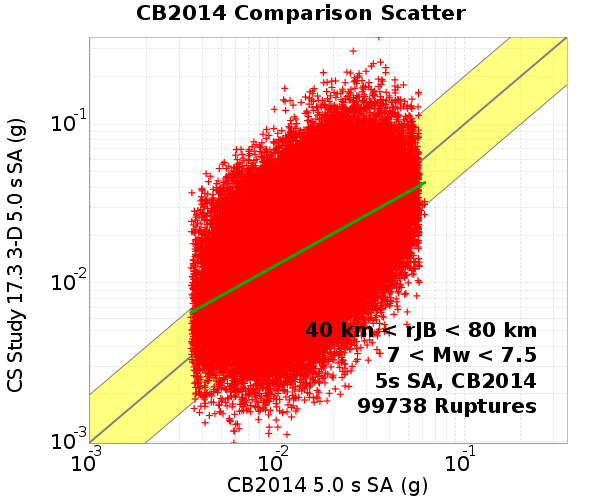 CB2014 Comparison Scatter
CS Study 17.3 3-D 5.0 s SA (g)
10-1
10-2
10-3
40 km < rJB < 80 km
7 < Mw < 7.5
5s SA, CB2014
99738 Ruptures
10-3
10-2
10-1
CB2014 5.0 s SA (g)